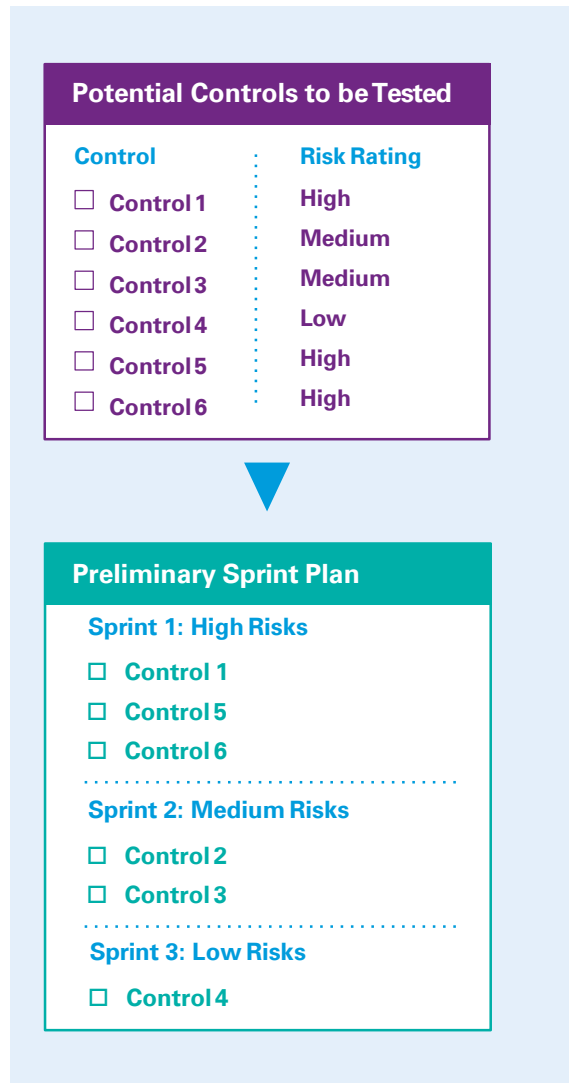 Potential Controls to be Tested
Control Risk Rating
Control 1 High
Control 2 Medium
Control 3 Medium
Control 4 Low
Control 5 High
Control 6 High
Preliminary Sprint Plan
Sprint 1: High Risks
Control 1
Control 5
Control 6
Sprint 2: Medium Risks
Control 2
Control 3
Sprint 3: Low Risks
Control 4